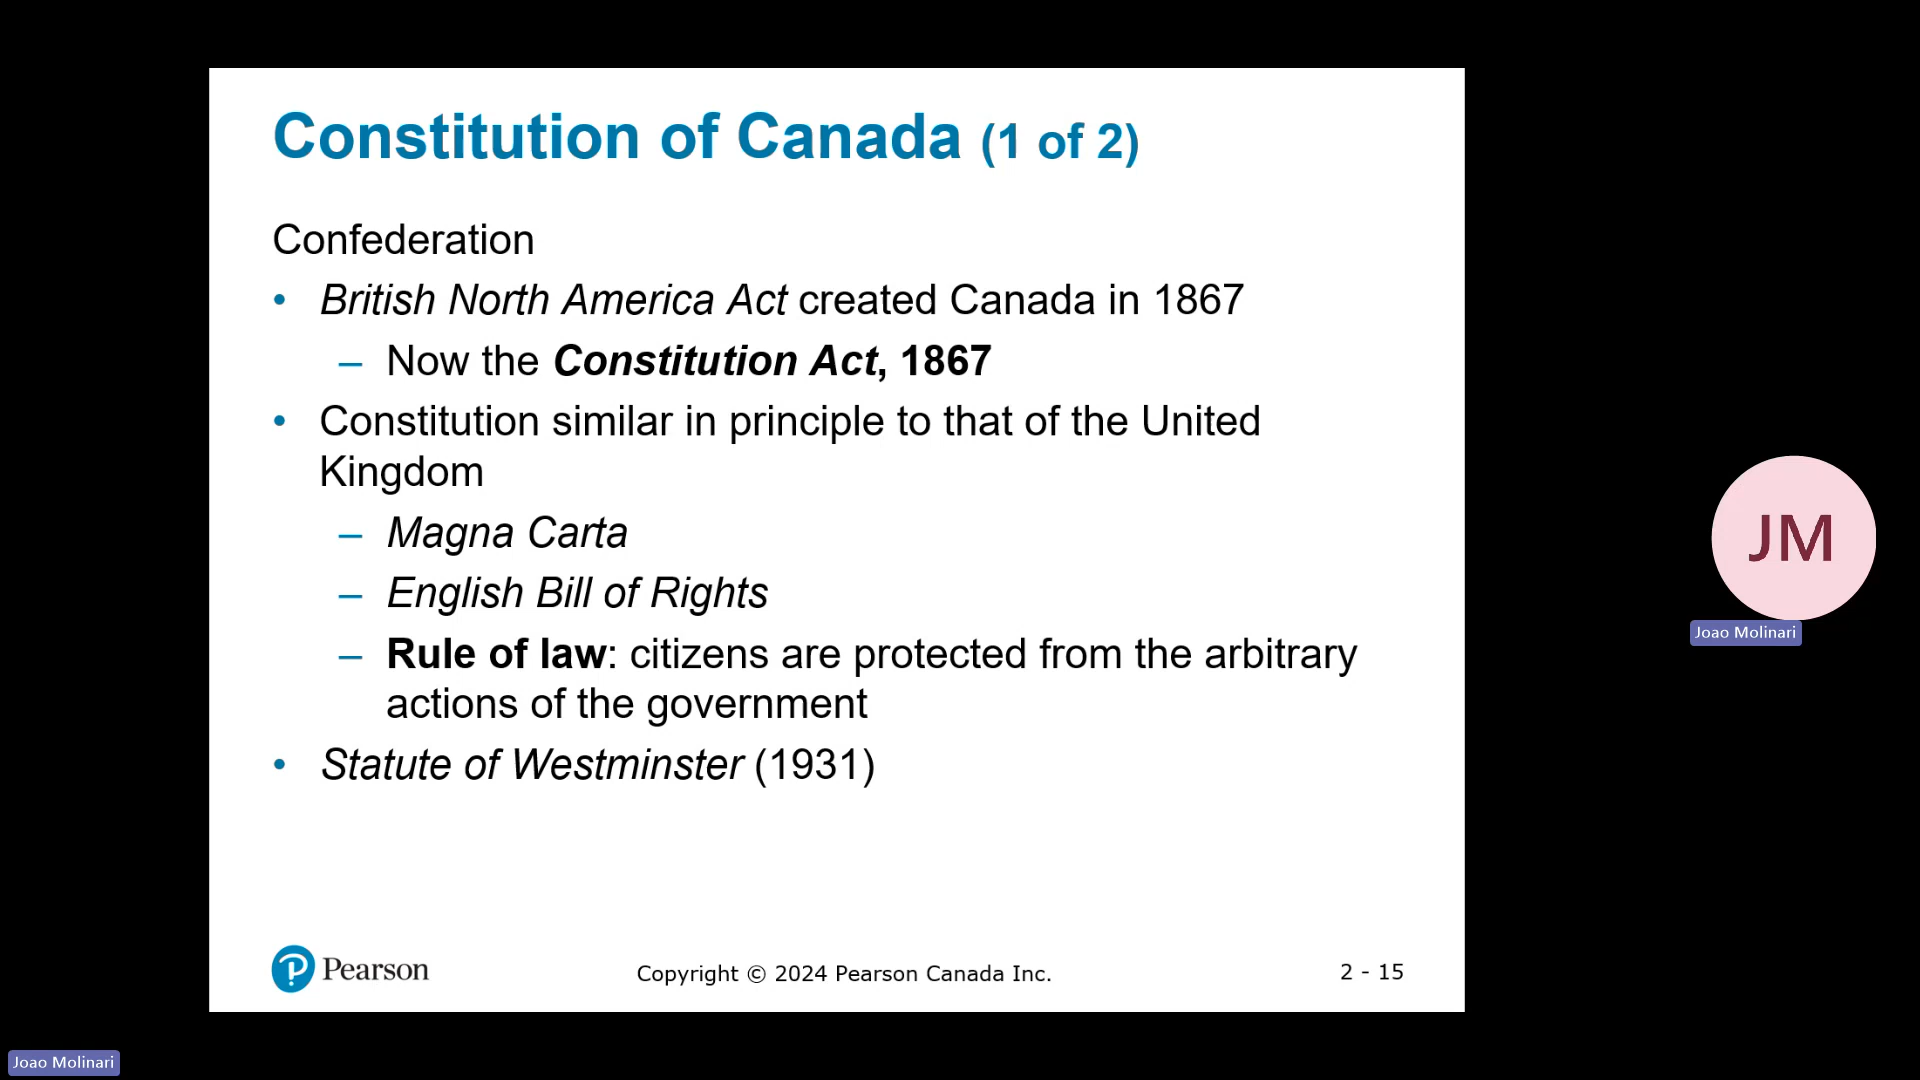 Constitution of Canada (1 of 2)
Confederation
• British North America Act created Canada in 1867
– Now the Constitution Act, 1867
• Constitution similar in principle to that of the United
Kingdom
– Magna Carta
– English Bill of Rights
– Rule of law: citizens are protected from the arbitrary
actions of the government
• Statute of Westminster (1931)
Pearson
Copyright © 2024 Pearson Canada Inc.
2 - 15
JM
Joao Molinari
Joao Molinari